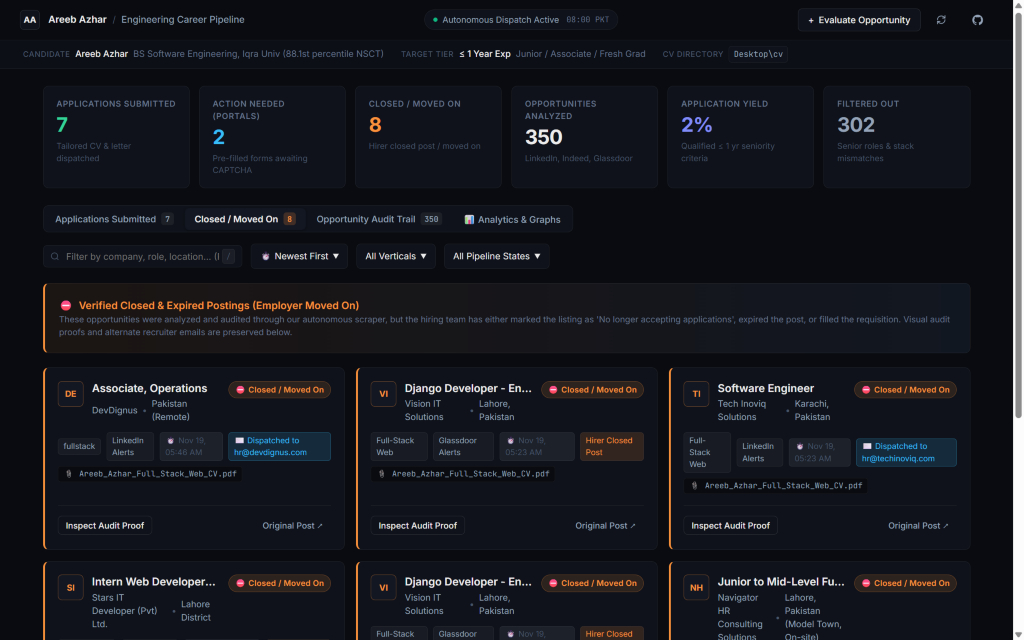 AA Areeb Azhar / Engineering Career Pipeline
Autonomous Dispatch Active 08:00 PKT
+ Evaluate Opportunity
CANDIDATE Areeb Azhar BS Software Engineering, Iqra Univ (88.1st percentile NSCT) TARGET TIER ≤ 1 Year Exp Junior / Associate / Fresh Grad CV DIRECTORY Desktop\cv
APPLICATIONS SUBMITTED
7
Tailored CV & letter
dispatched
ACTION NEEDED
(PORTALS)
2
Pre-filled forms awaiting
CAPTCHA
CLOSED / MOVED ON
8
Hirer closed post / moved on
OPPORTUNITIES
ANALYZED
350
LinkedIn, Indeed, Glassdoor
APPLICATION YIELD
2%
Qualified ≤ 1 yr seniority
criteria
FILTERED OUT
302
Senior roles & stack
mismatches
Applications Submitted 7
Closed / Moved On 8
Opportunity Audit Trail 350
Analytics & Graphs
Filter by company, role, location... (I /
Newest First ▼
All Verticals ▼
All Pipeline States ▼
Verified Closed & Expired Postings (Employer Moved On)
These opportunities were analyzed and audited through our autonomous scraper, but the hiring team has either marked the listing as 'No longer accepting applications', expired the post, or filled the requisition. Visual audit
proofs and alternate recruiter emails are preserved below.
DE
Associate, Operations
Closed / Moved On
DevDignus • Pakistan
(Remote)
fullstack
LinkedIn
Alerts
Nov 19,
05:46 AM
Dispatched to
hr@devdignus.com
Areeb_Azhar_Full_Stack_Web_CV.pdf
Inspect Audit Proof
Original Post ↗
VI
Django Developer - En...
Closed / Moved On
Vision IT
Solutions
• Lahore,
Pakistan
Full-Stack
Web
Glassdoor
Alerts
Nov 19,
05:23 AM
Hirer Closed
Post
Areeb_Azhar_Full_Stack_Web_CV.pdf
Inspect Audit Proof
Original Post ↗
TI
Software Engineer
Closed / Moved On
Tech Inoviq
Solutions
• Karachi,
Pakistan
Full-
Stack
Web
LinkedIn
Alerts
Nov 19,
05:23 AM
Dispatched to
hr@techinoviq.com
Areeb_Azhar_Full_Stack_Web_CV.pdf
Inspect Audit Proof
Original Post ↗
SI
Intern Web Developer...
Closed / Moved On
Stars IT
Developer (Pvt)
Ltd.
• Lahore
District
VI
Django Developer - En...
Closed / Moved On
Vision IT
Solutions
• Lahore,
Pakistan
Full-Stack
Glassdoor
Nov 19,
Hirer Closed
NH
Junior to Mid-Level Fu...
Closed / Moved On
Navigator
HR
Consulting
Solutions
• Lahore,
Pakistan
(Model Town,
On-site)